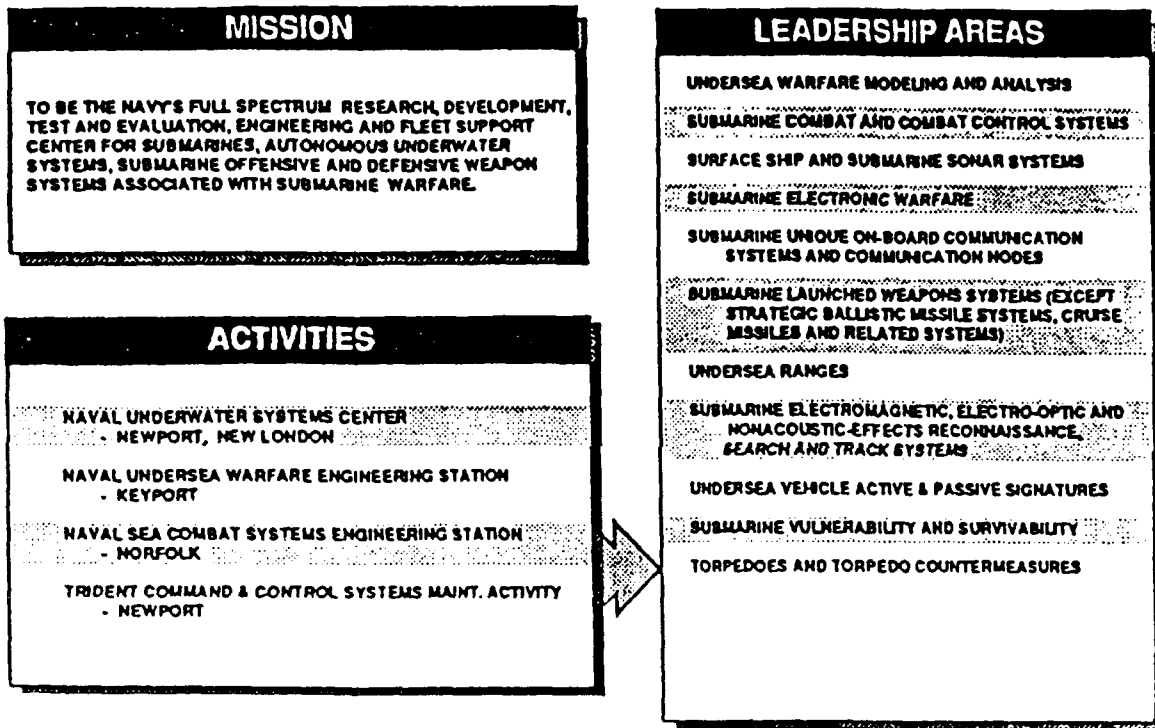 MISSION
TO BE THE NAVY'S FULL SPECTRUM RESEARCH, DEVELOPMENT,
TEST AND EVALUATION, ENGINEERING AND FLEET SUPPORT
CENTER FOR SUBMARINES, AUTONOMOUS UNDERWATER
SYSTEMS, SUBMARINE OFFENSIVE AND DEFENSIVE WEAPON
SYSTEMS ASSOCIATED WITH SUBMARINE WARFARE.
ACTIVITIES
NAVAL UNDERWATER SYSTEMS CENTER
- NEWPORT, NEW LONDON
NAVAL UNDERSEA WARFARE ENGINEERING STATION
- KEYPORT
NAVAL SEA COMBAT SYSTEMS ENGINEERING STATION
- NORFOLK
TRIDENT COMMAND & CONTROL SYSTEMS MAINT. ACTIVITY
- NEWPORT
LEADERSHIP AREAS
UNDERSEA WARFARE MODELING AND ANALYSIS
SUBMARINE COMBAT AND COMBAT CONTROL SYSTEMS
SURFACE SHIP AND SUBMARINE SONAR SYSTEMS
SUBMARINE ELECTRONIC WARFARE
SUBMARINE UNIQUE ON-BOARD COMMUNICATION
SYSTEMS AND COMMUNICATION NODES
SUBMARINE LAUNCHED WEAPONS SYSTEMS (EXCEPT
STRATEGIC BALLISTIC MISSILE SYSTEMS, CRUISE
MISSILES AND RELATED SYSTEMS)
UNDERSEA RANGES
SUBMARINE ELECTROMAGNETIC, ELECTRO-OPTIC AND
NONACOUSTIC-EFFECTS RECONNAISSANCE,
SEARCH AND TRACK SYSTEMS
UNDERSEA VEHICLE ACTIVE & PASSIVE SIGNATURES
SUBMARINE VULNERABILITY AND SURVIVABILITY
TORPEDOES AND TORPEDO COUNTERMEASURES